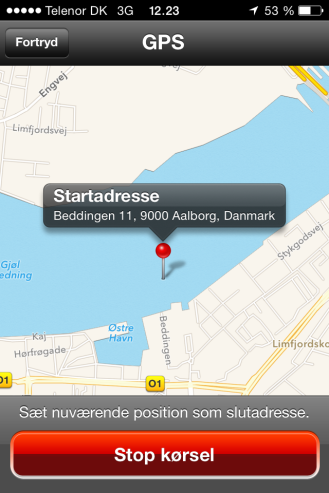 Telenor DK 3G 12.23 53 %
Fortryd GPS
Engvej
Limfjordsvej
Startadresse
Beddingen 11, 9000 Aalborg, Danmark
Stykgodsvej
Gjøl
edning
Østre
Havn
Beddingen
Kaj
Hørfrøgade
Limfjordsko
O1
O1
Sæt nuværende position som slutadresse.
Stop kørsel